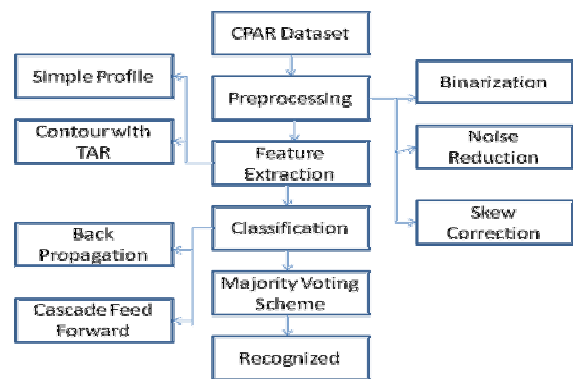 CPAR Dataset
Simple Profile
Preprocessing
Binarization
Contour with
TAR
Noise
Reduction
Feature
Extraction
Skew
Correction
Classification
Back
Propagation
Majority Voting
Scheme
Cascade Feed
Forward
Recognized